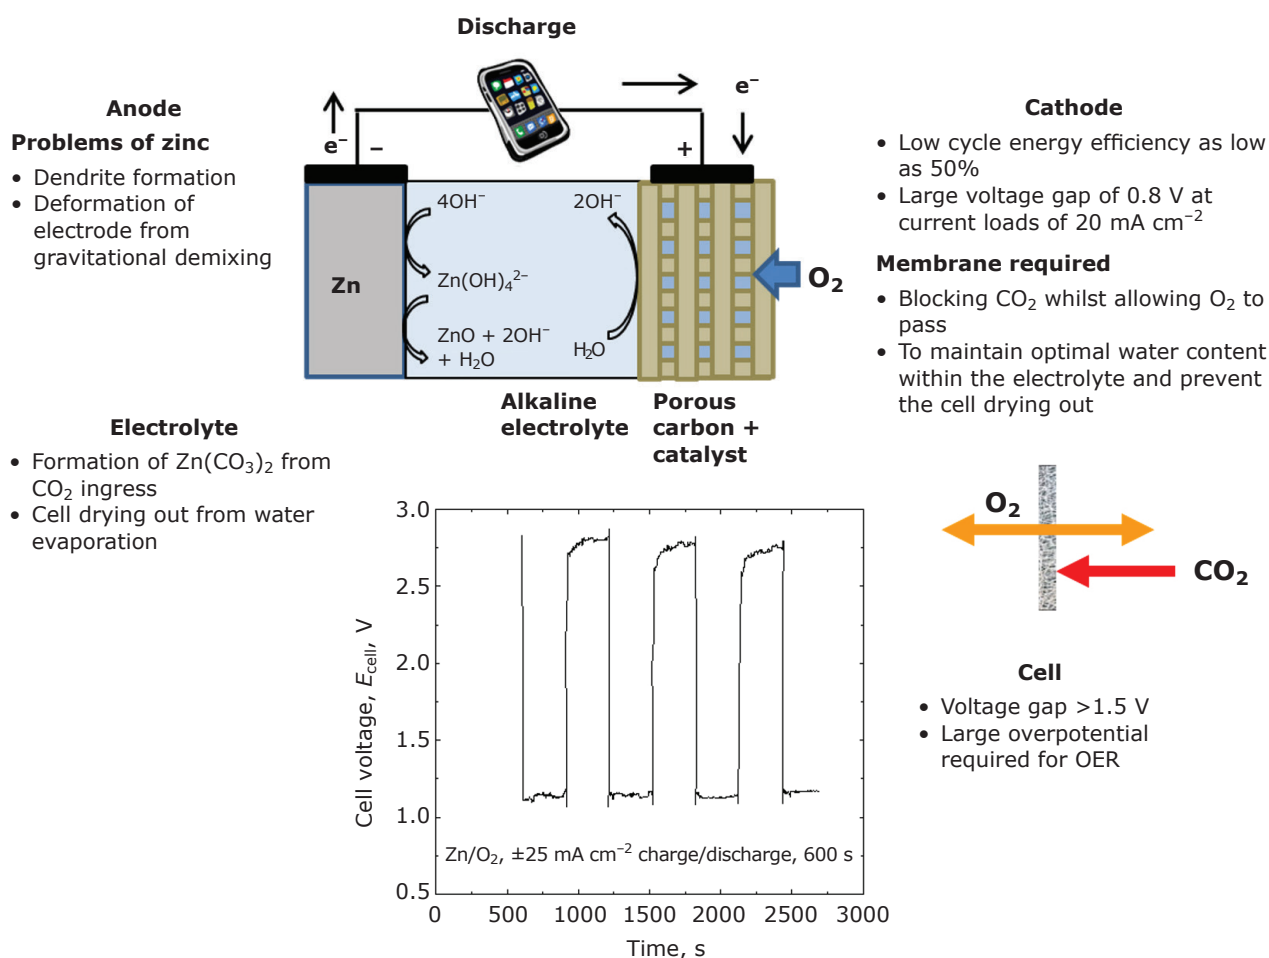 Discharge
e⁻
e⁻
−
+
Anode
Problems of zinc
• Dendrite formation
• Deformation of
electrode from
gravitational demixing
Zn
4OH⁻
Zn(OH)₄²⁻
ZnO + 2OH⁻
+ H₂O
2OH⁻
H₂O
O₂
Alkaline
electrolyte
Porous
carbon +
catalyst
Cathode
• Low cycle energy efficiency as low
as 50%
• Large voltage gap of 0.8 V at
current loads of 20 mA cm⁻²
Membrane required
• Blocking CO₂ whilst allowing O₂ to
pass
• To maintain optimal water content
within the electrolyte and prevent
the cell drying out
Electrolyte
• Formation of Zn(CO₃)₂ from
CO₂ ingress
• Cell drying out from water
evaporation
Cell voltage, E_cell, V
3.0
2.5
2.0
1.5
1.0
0.5
Zn/O₂, ±25 mA cm⁻² charge/discharge, 600 s
0 500 1000 1500 2000 2500 3000
Time, s
O₂
CO₂
Cell
• Voltage gap >1.5 V
• Large overpotential
required for OER